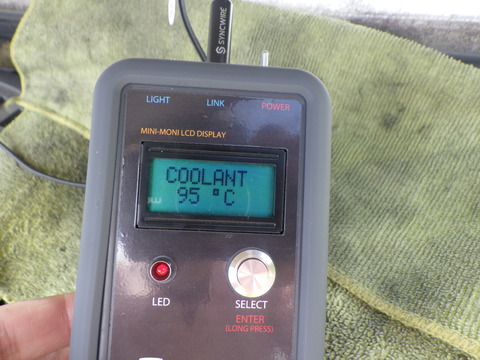 SYNCWIRE
LIGHT LINK POWER
MINI-MONI LCD DISPLAY
COOLANT
95 °C
LED
SELECT
ENTER
(LONG PRESS)